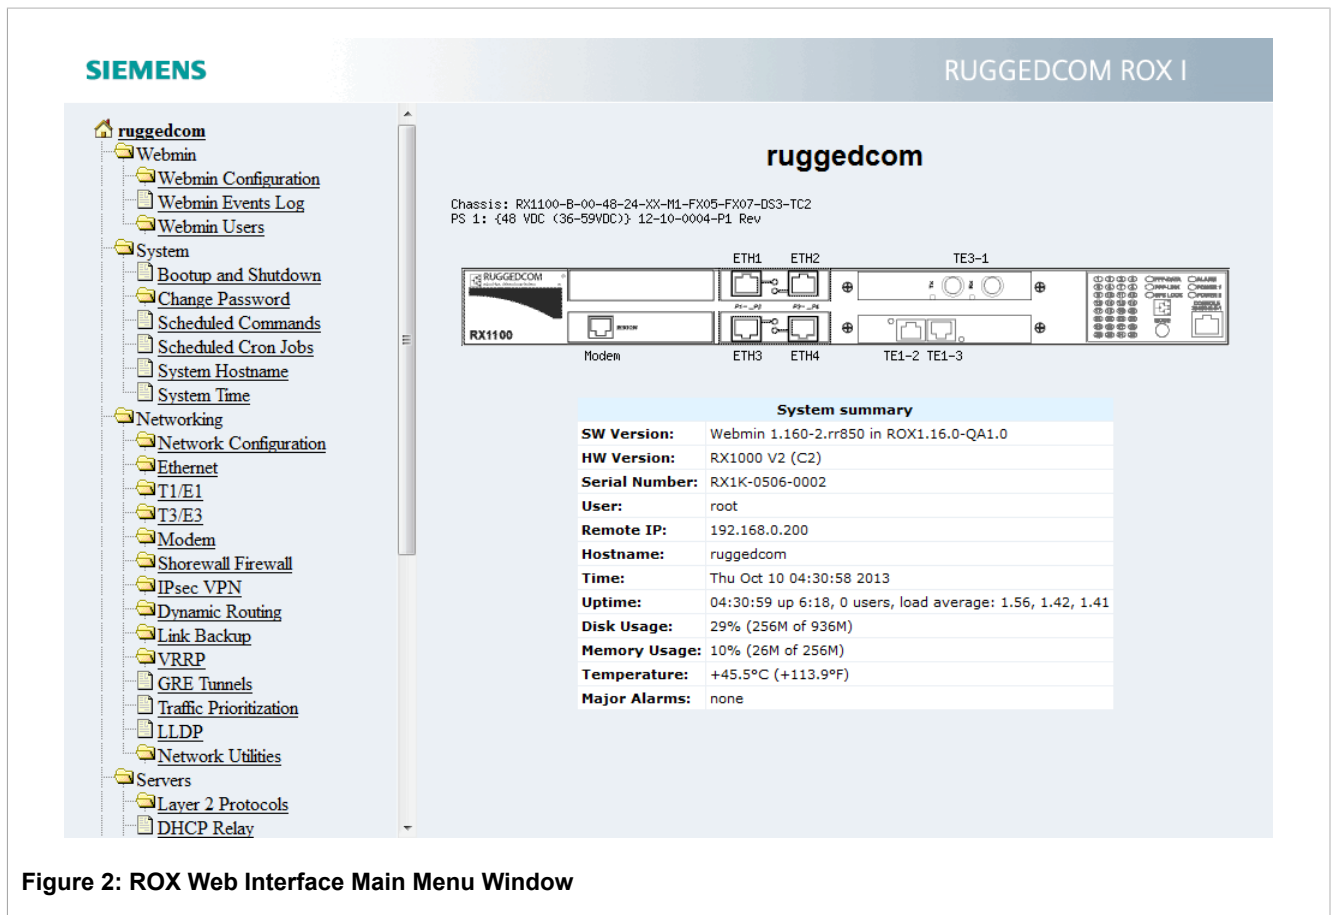 SIEMENS
RUGGEDCOM ROX I
ruggedcom
Webmin
Webmin Configuration
Webmin Events Log
Webmin Users
System
Bootup and Shutdown
Change Password
Scheduled Commands
Scheduled Cron Jobs
System Hostname
System Time
Networking
Network Configuration
Ethernet
T1/E1
T3/E3
Modem
Shorewall Firewall
IPsec VPN
Dynamic Routing
Link Backup
VRRP
GRE Tunnels
Traffic Prioritization
LLDP
Network Utilities
Servers
Layer 2 Protocols
DHCP Relay
ruggedcom
Chassis: RX1100-B-00-48-24-XX-M1-FX05-FX07-DS3-TC2
PS 1: {48 VDC (36-59VDC)} 12-10-0004-P1 Rev
ETH1 ETH2 TE3-1
RUGGEDCOM
RX1100
Modem ETH3 ETH4 TE1-2 TE1-3
System summary
SW Version: Webmin 1.160-2.rr850 in ROX1.16.0-QA1.0
HW Version: RX1000 V2 (C2)
Serial Number: RX1K-0506-0002
User: root
Remote IP: 192.168.0.200
Hostname: ruggedcom
Time: Thu Oct 10 04:30:58 2013
Uptime: 04:30:59 up 6:18, 0 users, load average: 1.56, 1.42, 1.41
Disk Usage: 29% (256M of 936M)
Memory Usage: 10% (26M of 256M)
Temperature: +45.5°C (+113.9°F)
Major Alarms: none
Figure 2: ROX Web Interface Main Menu Window